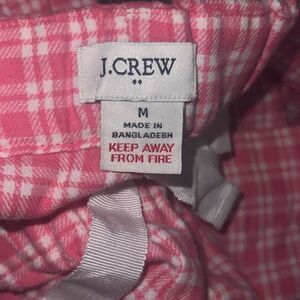 J.CREW
M
MADE IN
BANGLADESH
KEEP AWAY
FROM FIRE